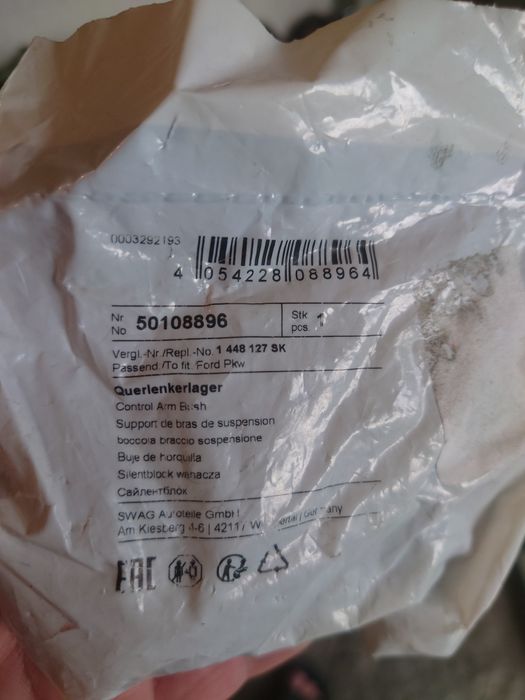 0003292193
4 054228 088964
Nr
No 50108896
Stk
pcs. 1
Vergl.-Nr /Repl.-No. 1 448 127 SK
Passend /To fit Ford Pkw
Querlenkerlager
Control Arm Bush
Support de bras de suspension
boccola braccio sospensione
Buje de horquilla
Silentblock wahacza
Сайлентблок
SWAG Autoteile GmbH
Am Kiesberg 4-6 | 42117 W pertal / Germany
EAC